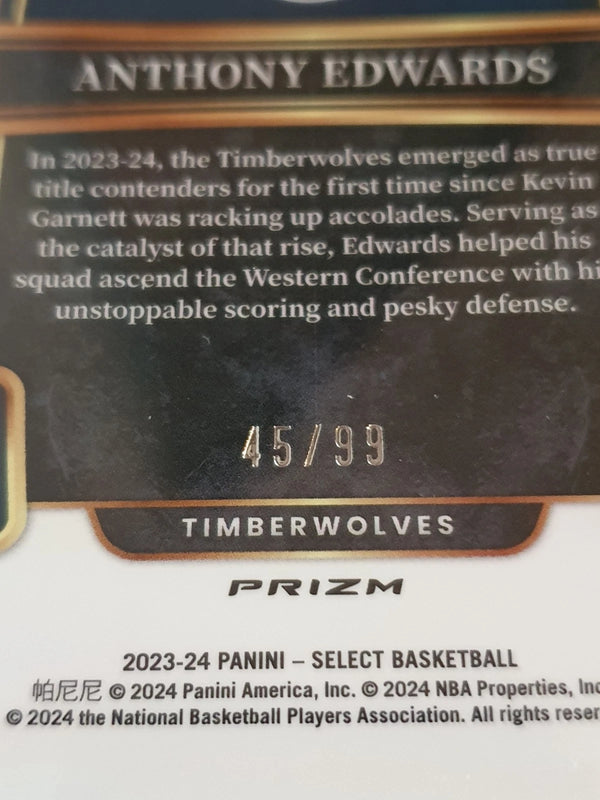 ANTHONY EDWARDS
In 2023-24, the Timberwolves emerged as true
title contenders for the first time since Kevin
Garnett was racking up accolades. Serving as
the catalyst of that rise, Edwards helped his
squad ascend the Western Conference with hi
unstoppable scoring and pesky defense.
45/99
TIMBERWOLVES
PRIZM
2023-24 PANINI – SELECT BASKETBALL
帕尼尼 © 2024 Panini America, Inc. © 2024 NBA Properties, Inc
© 2024 the National Basketball Players Association. All rights reser